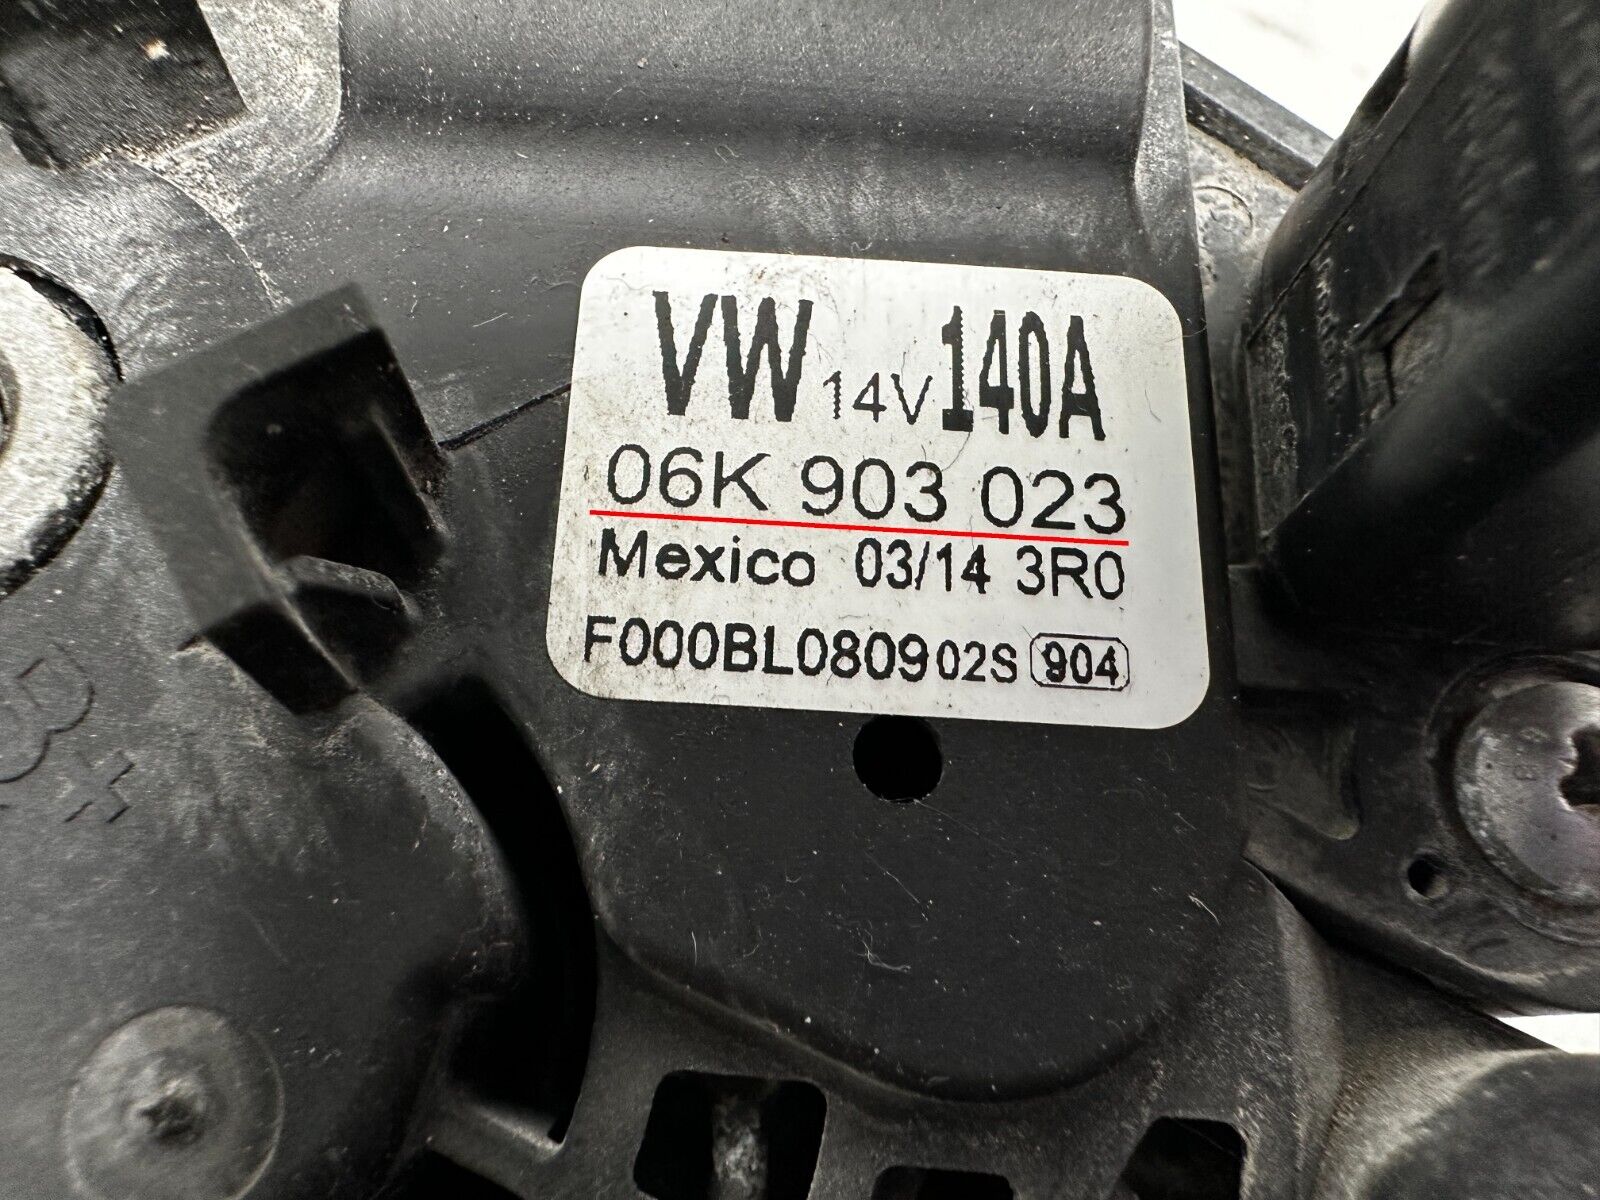 VW 14V 140A
06K 903 023
Mexico 03/14 3R0
F000BL0809 02S 904
B+